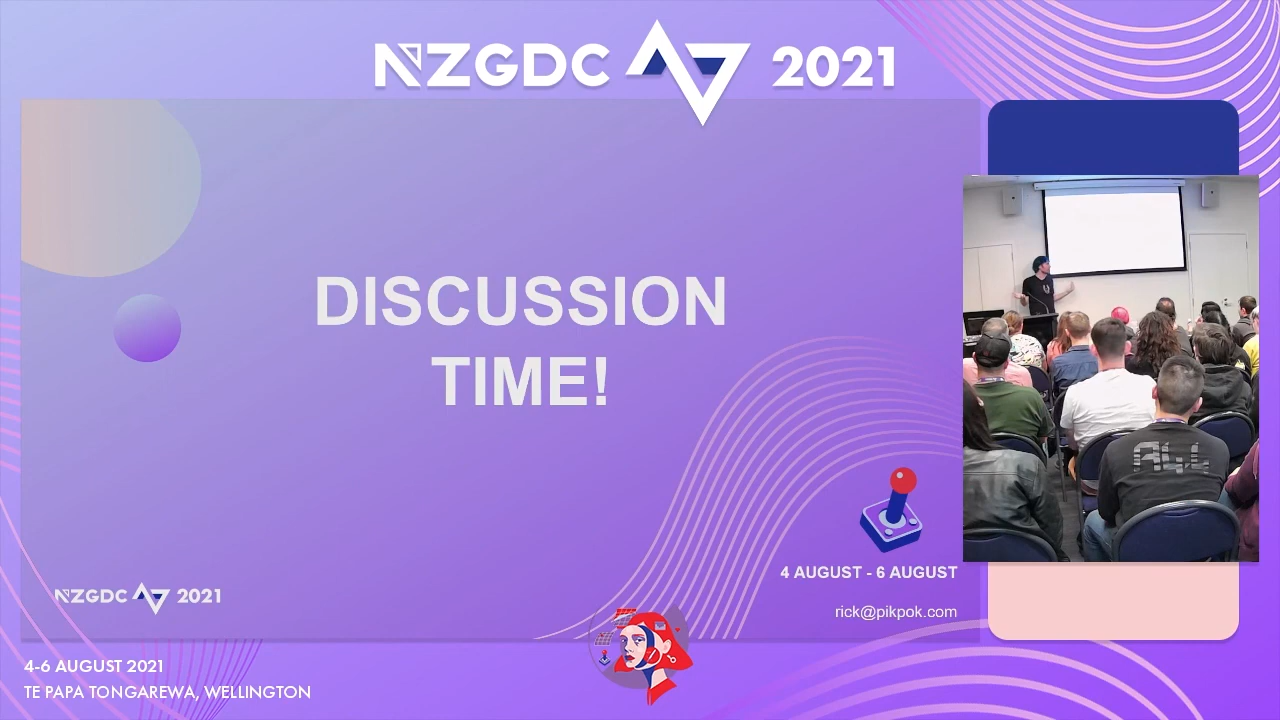 NZGDC 2021
DISCUSSION
TIME!
4 AUGUST - 6 AUGUST
rick@pikpok.com
NZGDC 2021
4-6 AUGUST 2021
TE PAPA TONGAREWA, WELLINGTON